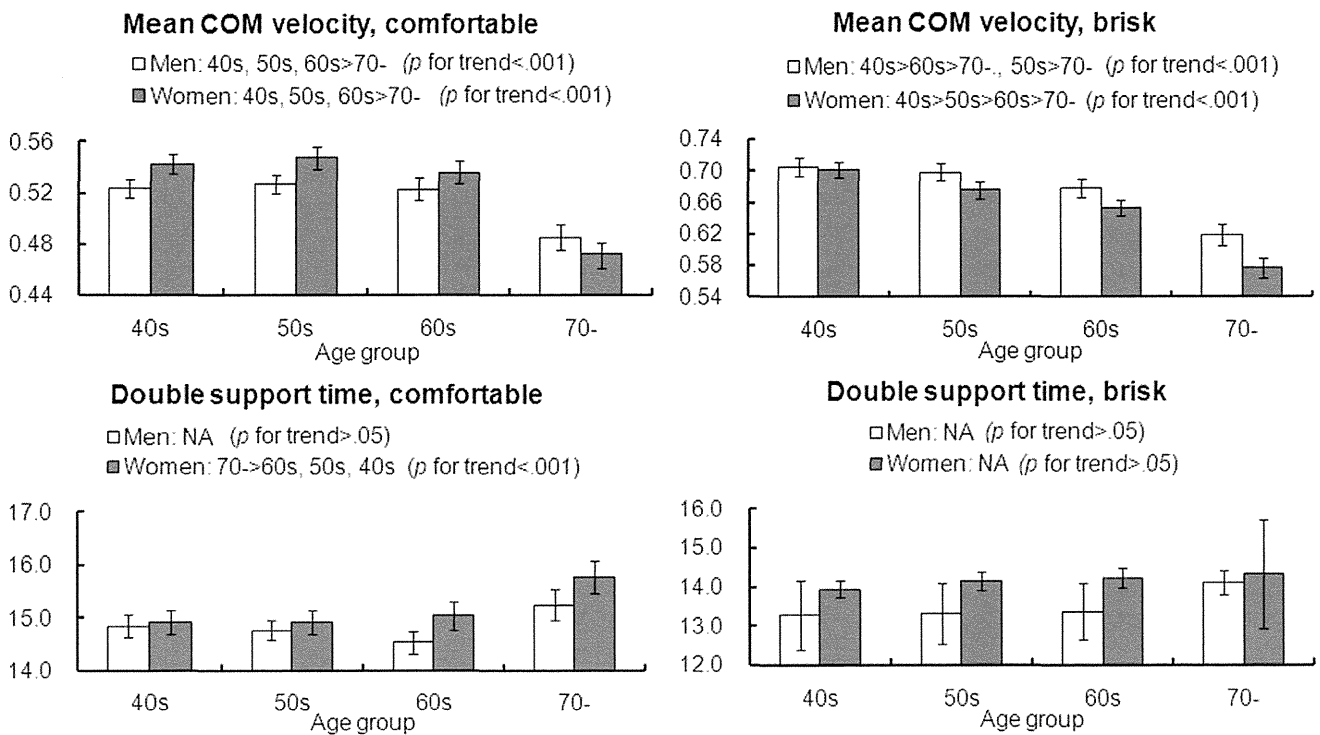 Mean COM velocity, comfortable
Men: 40s, 50s, 60s>70- (p for trend<.001)
Women: 40s, 50s, 60s>70- (p for trend<.001)
0.56
0.52
0.48
0.44
40s 50s 60s 70-
Age group
Mean COM velocity, brisk
Men: 40s>60s>70-., 50s>70- (p for trend<.001)
Women: 40s>50s>60s>70- (p for trend<.001)
0.74
0.70
0.66
0.62
0.58
0.54
40s 50s 60s 70-
Age group
Double support time, comfortable
Men: NA (p for trend>.05)
Women: 70->60s, 50s, 40s (p for trend<.001)
17.0
16.0
15.0
14.0
40s 50s 60s 70-
Age group
Double support time, brisk
Men: NA (p for trend>.05)
Women: NA (p for trend>.05)
16.0
15.0
14.0
13.0
12.0
40s 50s 60s 70-
Age group